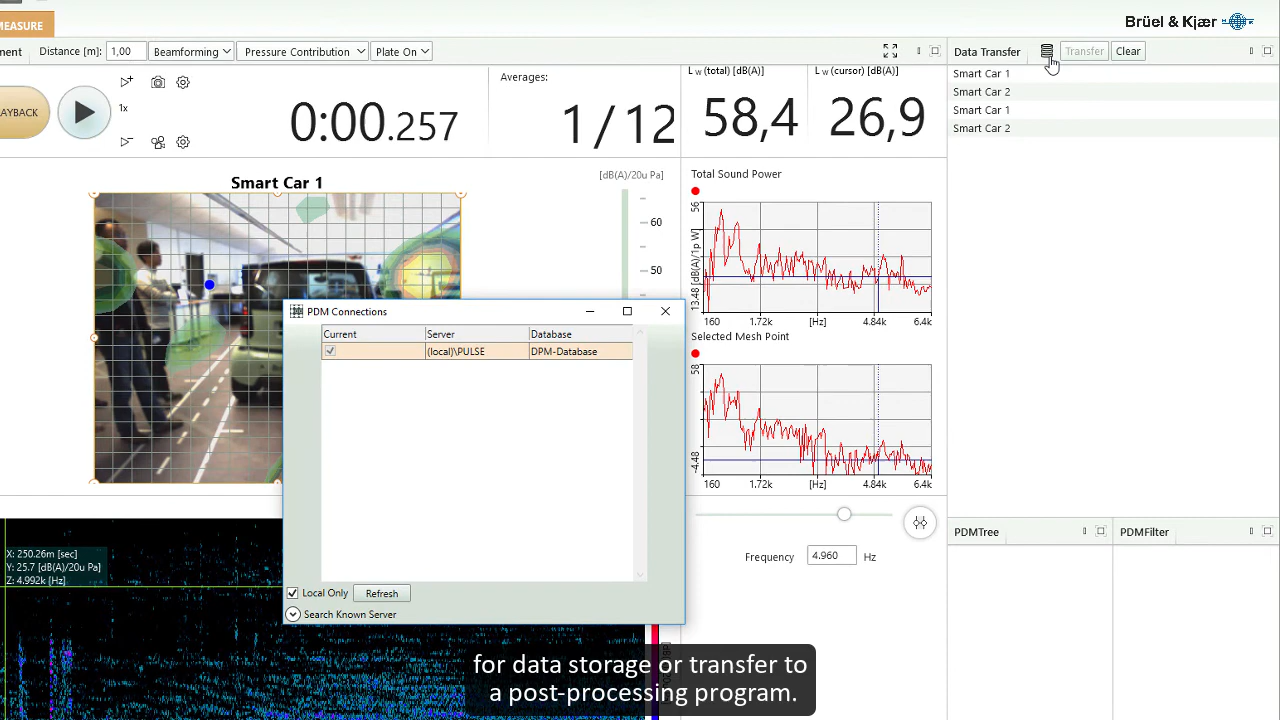 MEASURE
Brüel & Kjær
ment Distance [m]: 1,00 Beamforming Pressure Contribution Plate On
Data Transfer Transfer Clear
Smart Car 1
Smart Car 2
Smart Car 1
Smart Car 2
LAYBACK
1x
0:00.257
Averages:
1/12
L w (total) [dB(A)]
58,4
L w (cursor) [dB(A)]
26,9
Smart Car 1
[dB(A)/20u Pa]
60
50
Total Sound Power
56
13.48 [dB(A)/1p W]
160 1.72k [Hz] 4.84k 6.4k
Selected Mesh Point
58
-4.48
160 1.72k [Hz] 4.84k 6.4k
PDM Connections
Current Server Database
(local)\PULSE DPM-Database
Local Only Refresh
Search Known Server
Frequency 4.960 Hz
PDMTree
PDMFilter
X: 250.26m [sec]
Y: 25.7 [dB(A)/20u Pa]
Z: 4.992k [Hz]
for data storage or transfer to
a post-processing program.